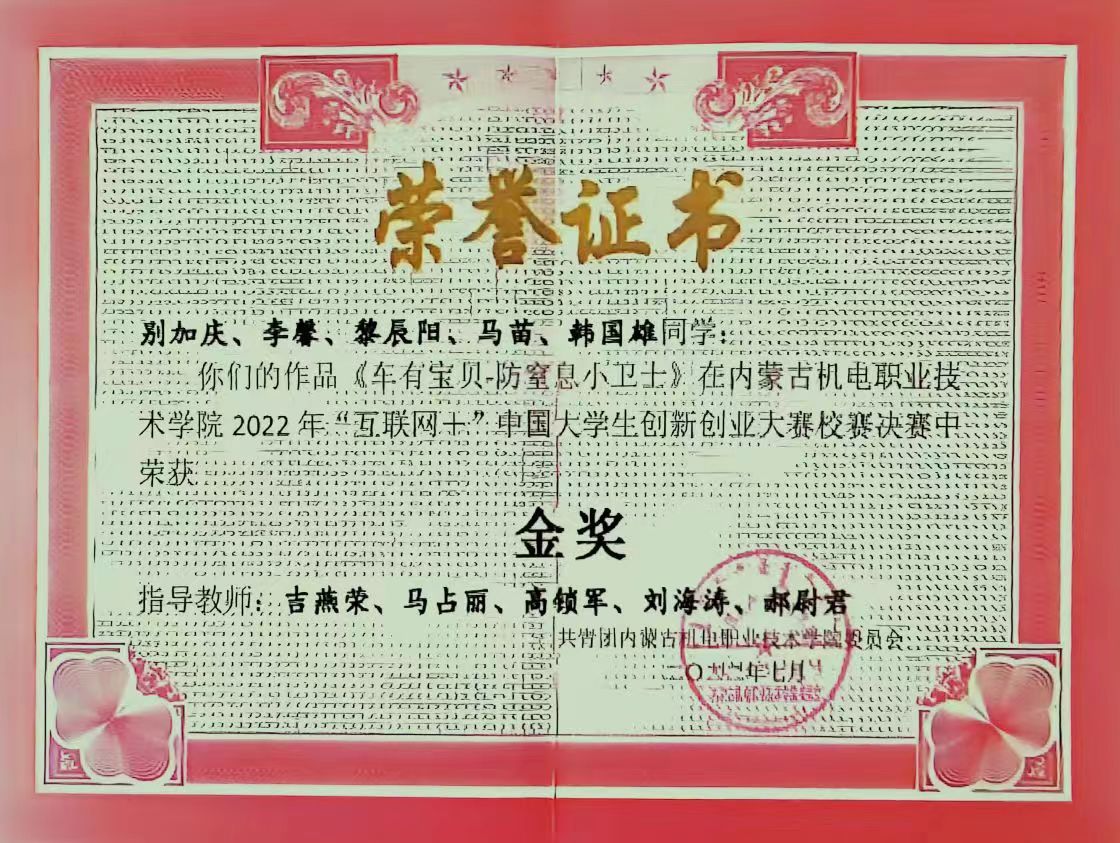 荣誉证书
别加庆、李馨、黎辰阳、马苗、韩国雄同学：
你们的作品《车有宝贝-防窒息小卫士》在内蒙古机电职业技
术学院 2022 年“互联网＋”中国大学生创新创业大赛校赛决赛中
荣获
金奖
指导教师：吉燕荣、马占丽、高锁军、刘海涛、郝尉君
共青团内蒙古机电职业技术学院委员会
年七月